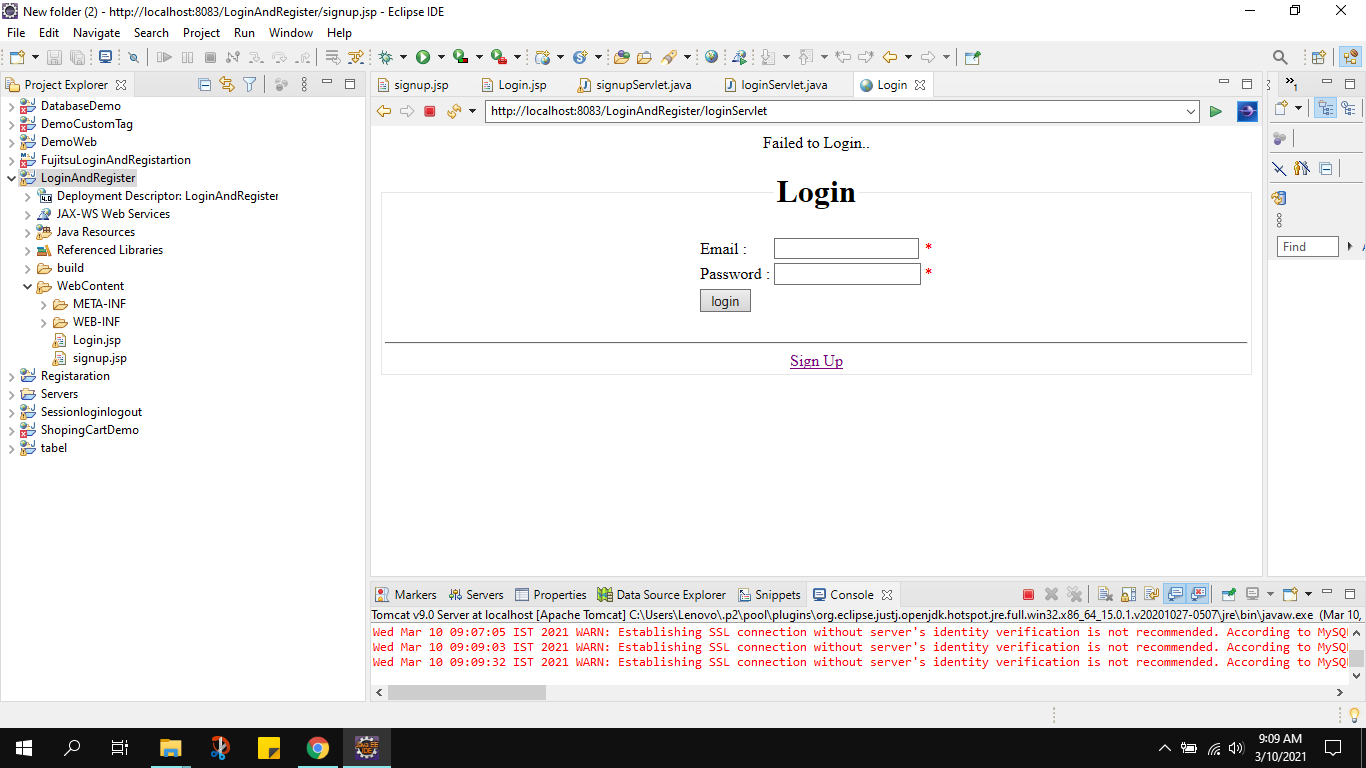 New folder (2) - http://localhost:8083/LoginAndRegister/signup.jsp - Eclipse IDE
File Edit Navigate Search Project Run Window Help
Project Explorer
DatabaseDemo
DemoCustomTag
DemoWeb
FujitsuLoginAndRegistartion
LoginAndRegister
Deployment Descriptor: LoginAndRegister
JAX-WS Web Services
Java Resources
Referenced Libraries
build
WebContent
META-INF
WEB-INF
Login.jsp
signup.jsp
Registaration
Servers
Sessionloginlogout
ShopingCartDemo
tabel
signup.jsp Login.jsp signupServlet.java loginServlet.java Login
http://localhost:8083/LoginAndRegister/loginServlet
Failed to Login..
Login
Email : *
Password : *
login
Sign Up
1
Find
Markers Servers Properties Data Source Explorer Snippets Console
Tomcat v9.0 Server at localhost [Apache Tomcat] C:\Users\Lenovo\.p2\pool\plugins\org.eclipse.justj.openjdk.hotspot.jre.full.win32.x86_64_15.0.1.v20201027-0507\jre\bin\javaw.exe (Mar 10,
Wed Mar 10 09:07:05 IST 2021 WARN: Establishing SSL connection without server's identity verification is not recommended. According to MySQL
Wed Mar 10 09:09:03 IST 2021 WARN: Establishing SSL connection without server's identity verification is not recommended. According to MySQL
Wed Mar 10 09:09:32 IST 2021 WARN: Establishing SSL connection without server's identity verification is not recommended. According to MySQL
9:09 AM
3/10/2021